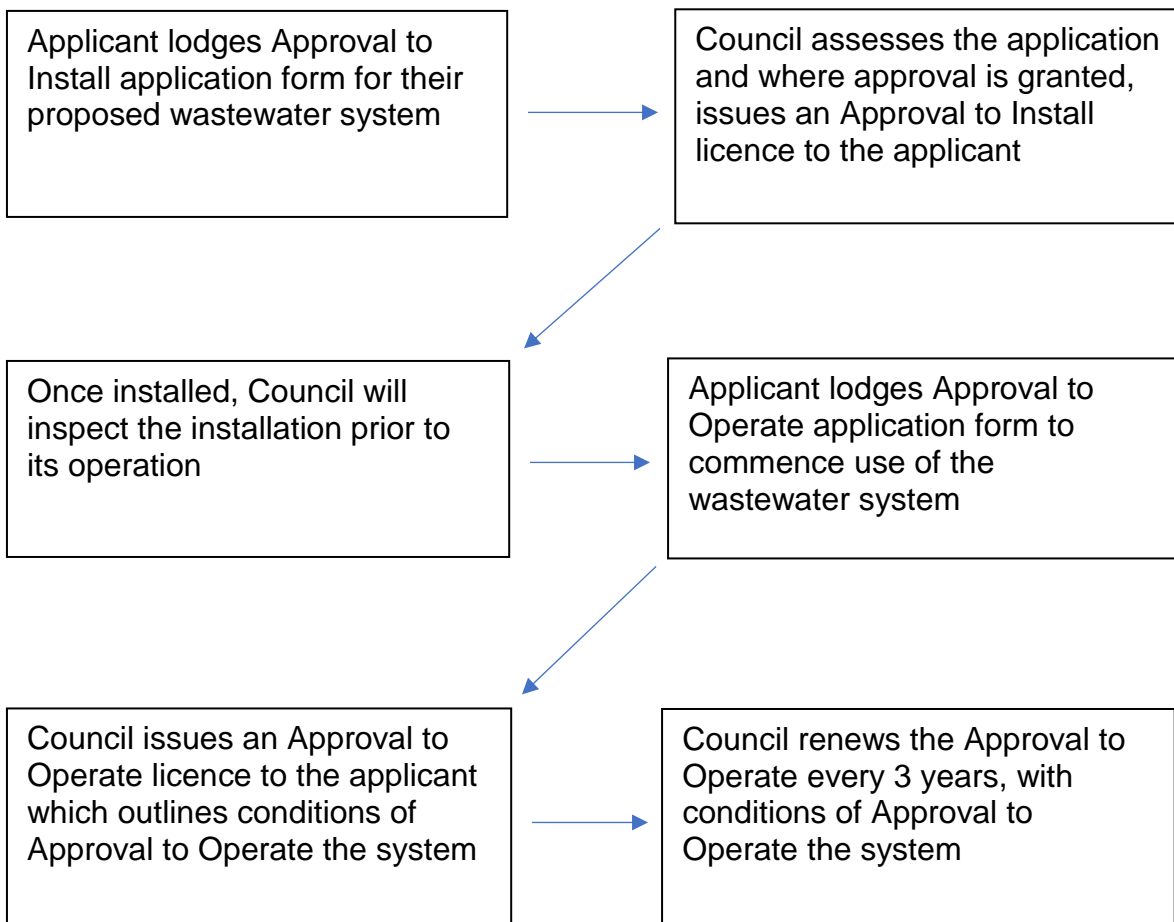 Applicant lodges Approval to
Install application form for their
proposed wastewater system
Council assesses the application
and where approval is granted,
issues an Approval to Install
licence to the applicant
Once installed, Council will
inspect the installation prior to
its operation
Applicant lodges Approval to
Operate application form to
commence use of the
wastewater system
Council issues an Approval to
Operate licence to the applicant
which outlines conditions of
Approval to Operate the system
Council renews the Approval to
Operate every 3 years, with
conditions of Approval to
Operate the system